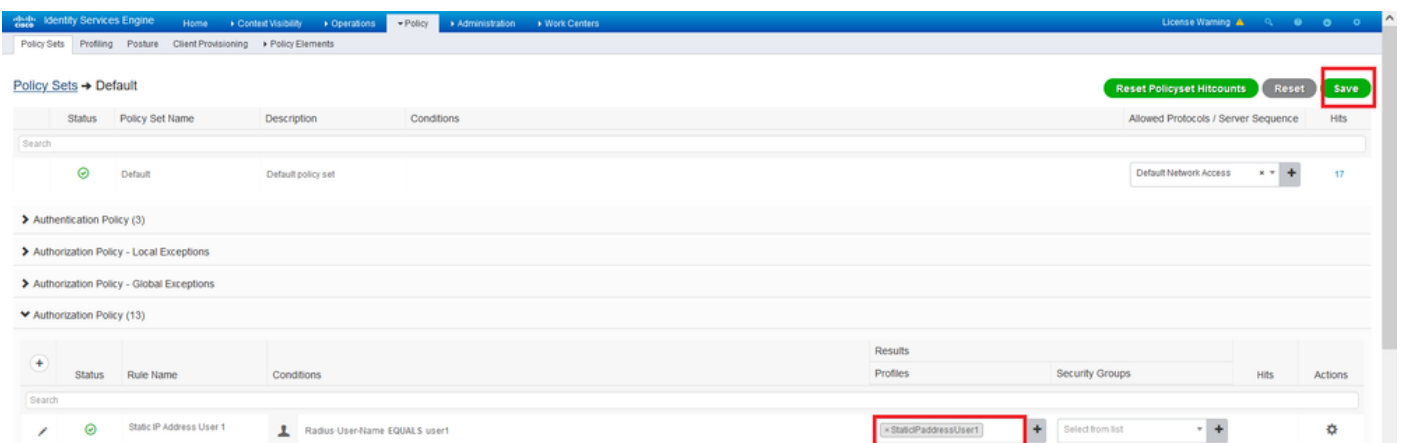 cisco Identity Services Engine Home Context Visibility Operations Policy Administration Work Centers License Warning
Policy Sets Profiling Posture Client Provisioning Policy Elements
Policy Sets → Default Reset Policyset Hitcounts Reset Save
Status Policy Set Name Description Conditions Allowed Protocols / Server Sequence Hits
Search
Default Default policy set Default Network Access × + 17
Authentication Policy (3)
Authorization Policy - Local Exceptions
Authorization Policy - Global Exceptions
Authorization Policy (13)
Results
+ Status Rule Name Conditions Profiles Security Groups Hits Actions
Search
Static IP Address User 1 Radius·User-Name EQUALS user1 × StaticIPaddressUser1 + Select from list +